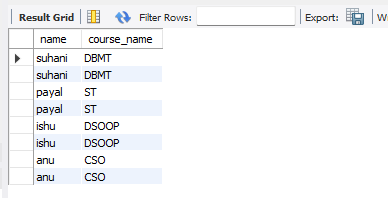 Result Grid Filter Rows: Export:
name course_name
suhani DBMT
suhani DBMT
payal ST
payal ST
ishu DSOOP
ishu DSOOP
anu CSO
anu CSO